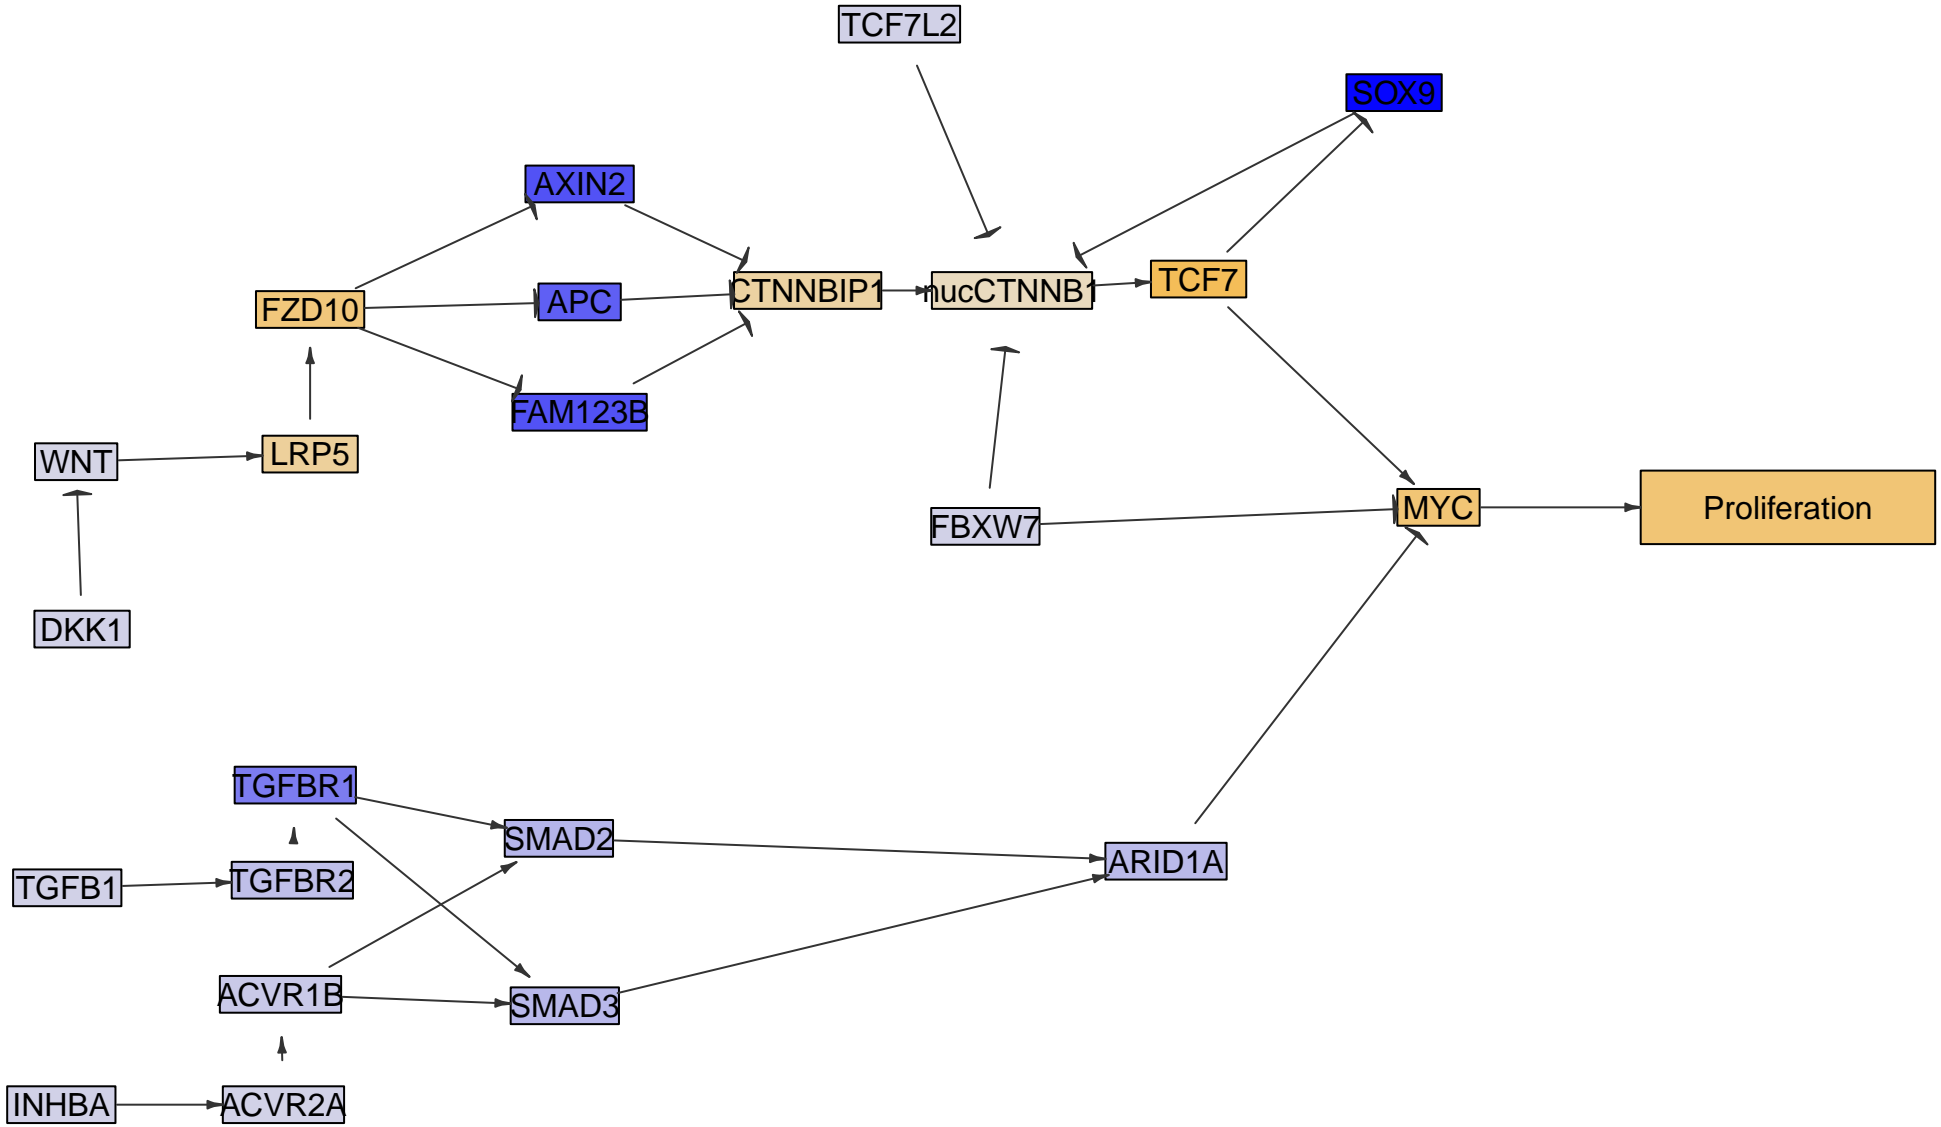 TCF7L2
SOX9
AXIN2
CTNNBIP1
nucCTNNB1
TCF7
APC
FZD10
FAM123B
WNT
LRP5
FBXW7
MYC
Proliferation
DKK1
TGFBR1
SMAD2
ARID1A
TGFB1
TGFBR2
ACVR1B
SMAD3
INHBA
ACVR2A